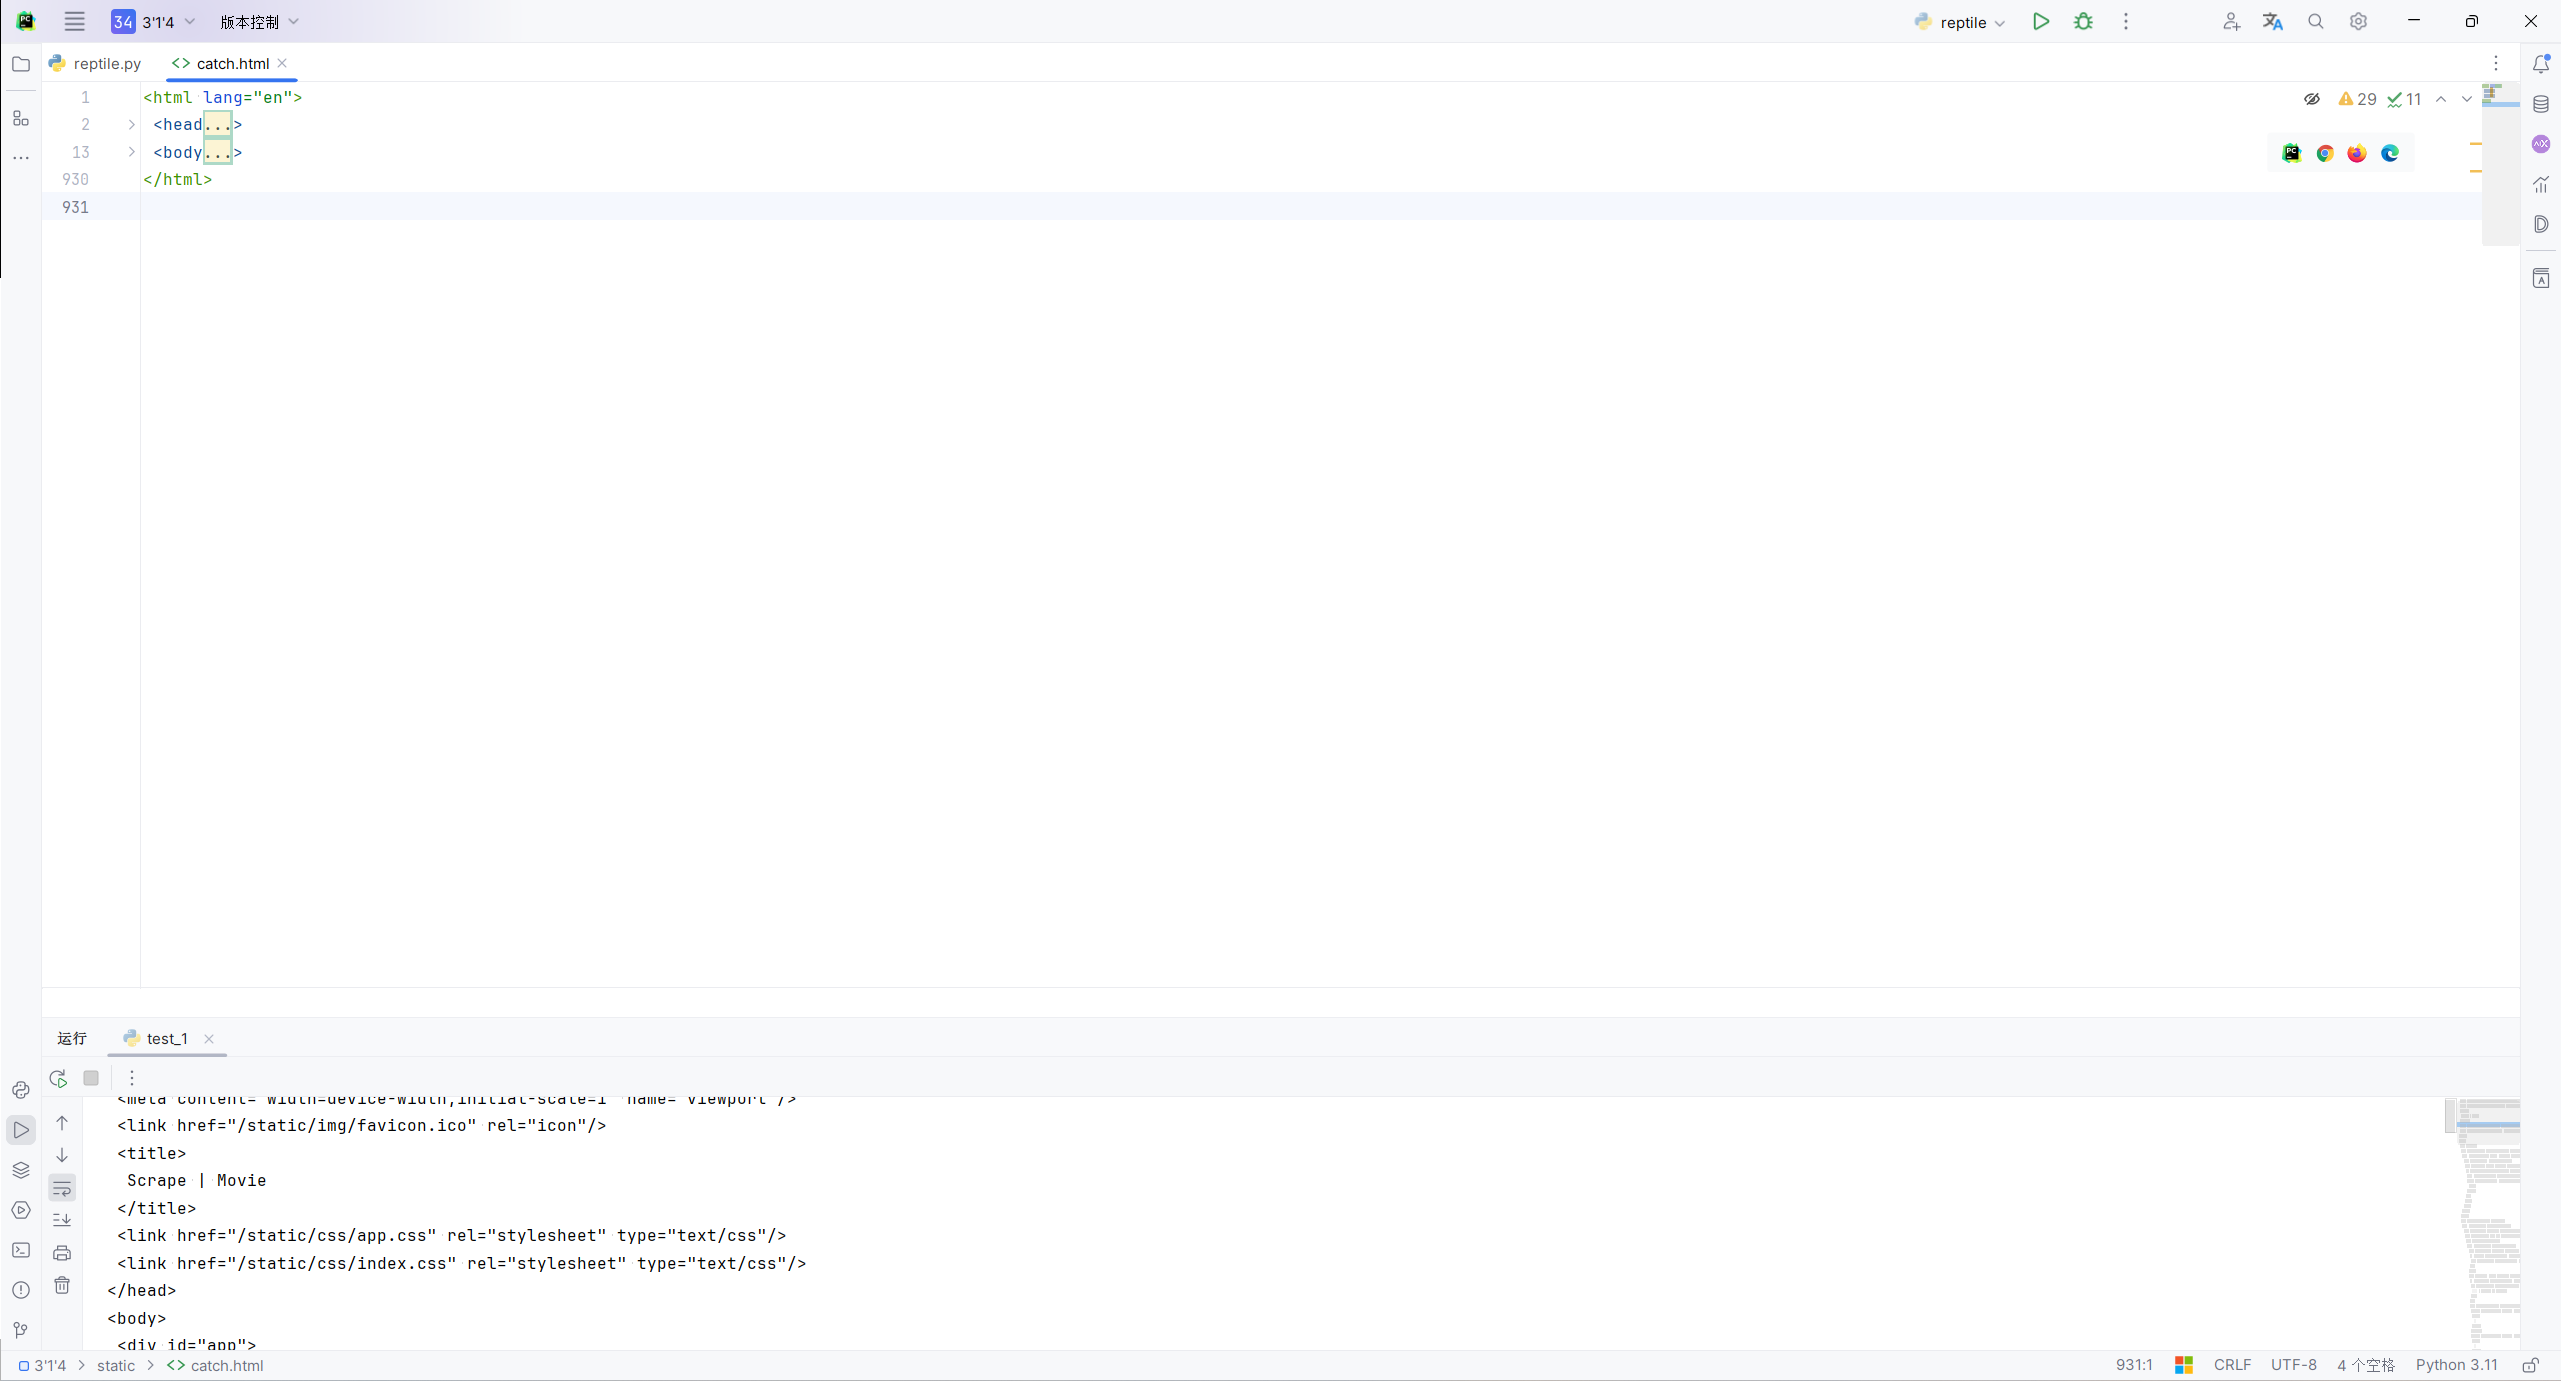 34 3'1'4 版本控制 reptile
reptile.py catch.html
1 <html lang="en">
29 11
2 <head...>
13 <body...>
930 </html>
931
运行 test_1
<meta content="width=device-width,initial-scale=1" name="viewport"/>
<link href="/static/img/favicon.ico" rel="icon"/>
<title>
Scrape | Movie
</title>
<link href="/static/css/app.css" rel="stylesheet" type="text/css"/>
<link href="/static/css/index.css" rel="stylesheet" type="text/css"/>
</head>
<body>
<div id="app">
3'1'4 > static > catch.html 931:1 CRLF UTF-8 4 个空格 Python 3.11